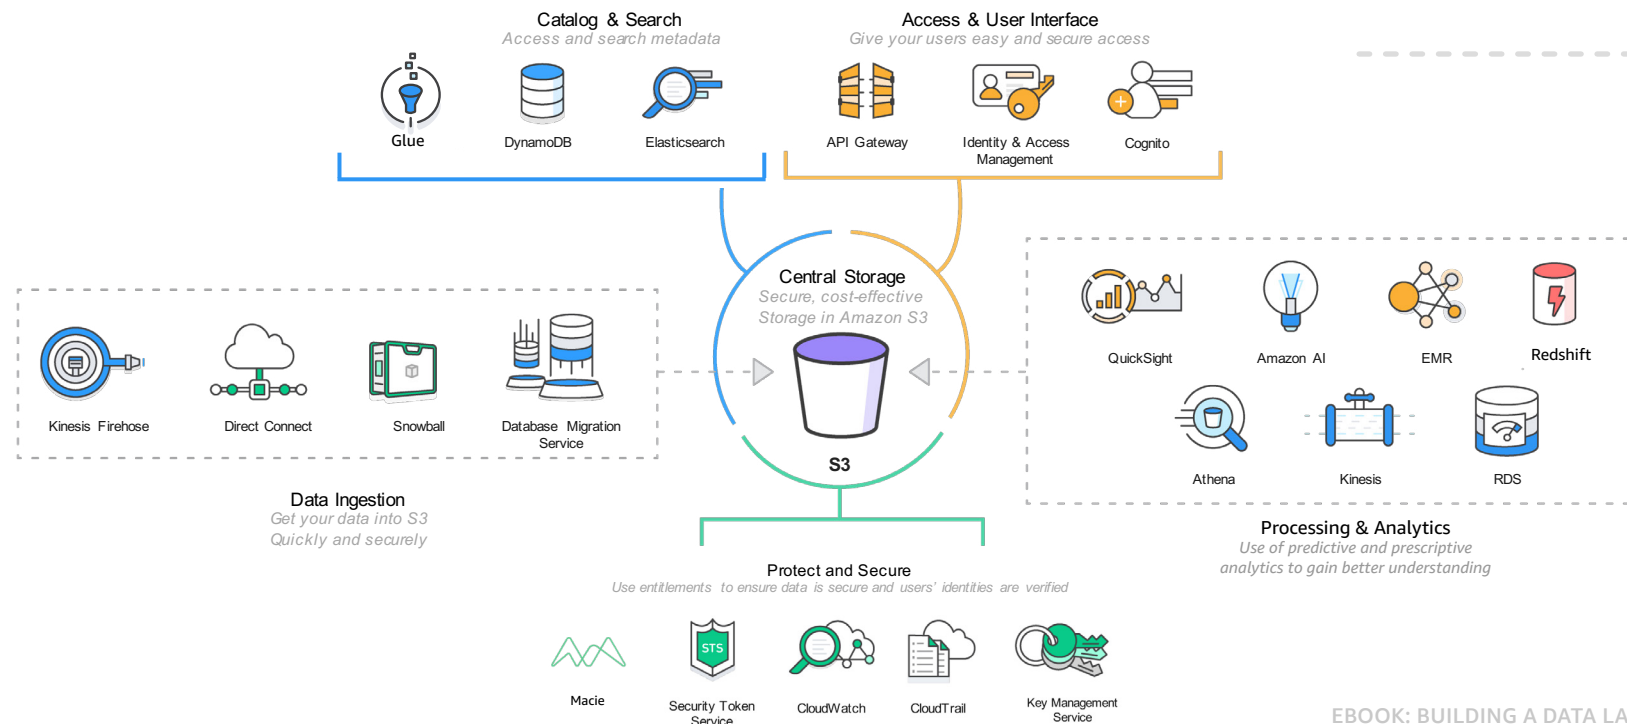 Catalog & Search
Access and search metadata
Glue
DynamoDB
Elasticsearch
Access & User Interface
Give your users easy and secure access
API Gateway
Identity & Access
Management
Cognito
Central Storage
Secure, cost-effective
Storage in Amazon S3
S3
Kinesis Firehose
Direct Connect
Snowball
Database Migration
Service
Data Ingestion
Get your data into S3
Quickly and securely
QuickSight
Amazon AI
EMR
Redshift
Athena
Kinesis
RDS
Processing & Analytics
Use of predictive and prescriptive
analytics to gain better understanding
Protect and Secure
Use entitlements to ensure data is secure and users' identities are verified
Macie
STS
Security Token
Service
CloudWatch
CloudTrail
Key Management
Service
EBOOK: BUILDING A DATA LA